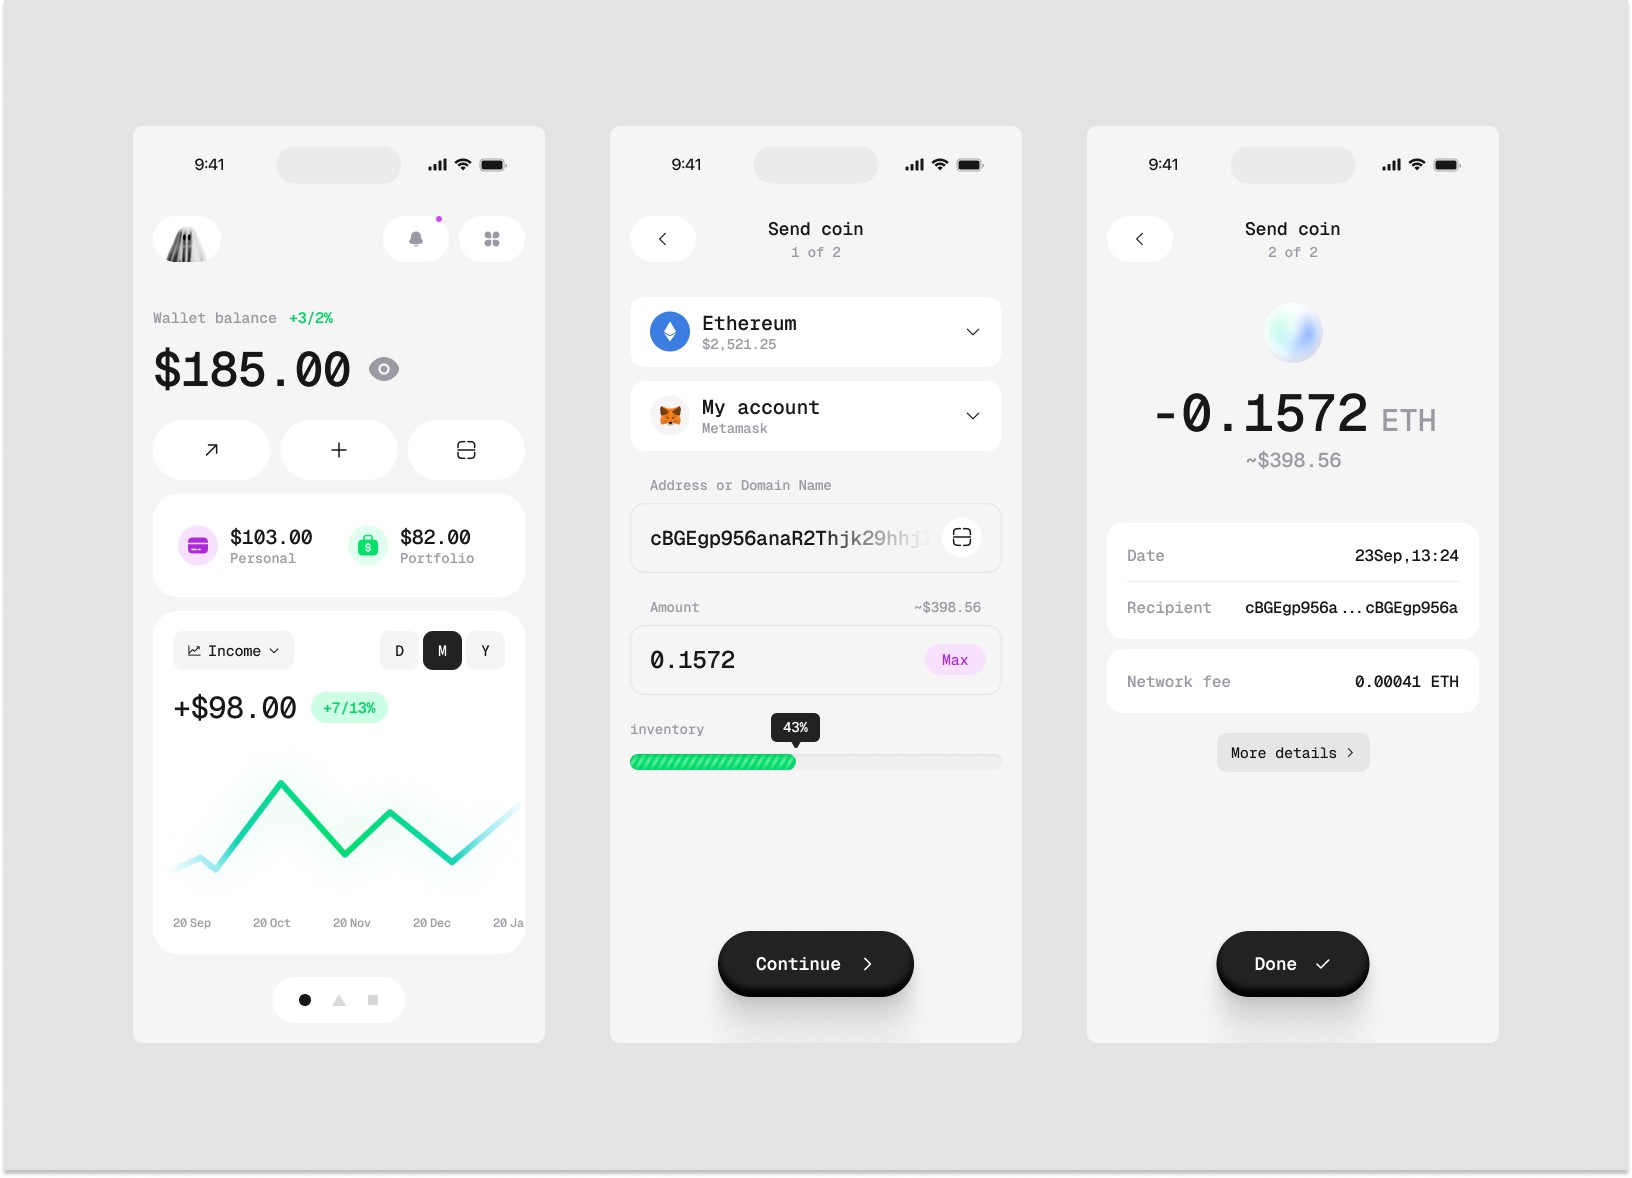 9:41
Wallet balance +3/2%
$185.00
$103.00
Personal
$82.00
Portfolio
Income
D M Y
+$98.00 +7/13%
20 Sep 20 Oct 20 Nov 20 Dec 20 Ja
9:41
Send coin
1 of 2
Ethereum
$2,521.25
My account
Metamask
Address or Domain Name
cBGEgp956anaR2Thjk29hhj
Amount ~$398.56
0.1572 Max
inventory 43%
Continue
9:41
Send coin
2 of 2
-0.1572 ETH
~$398.56
Date 23Sep,13:24
Recipient cBGEgp956a...cBGEgp956a
Network fee 0.00041 ETH
More details
Done